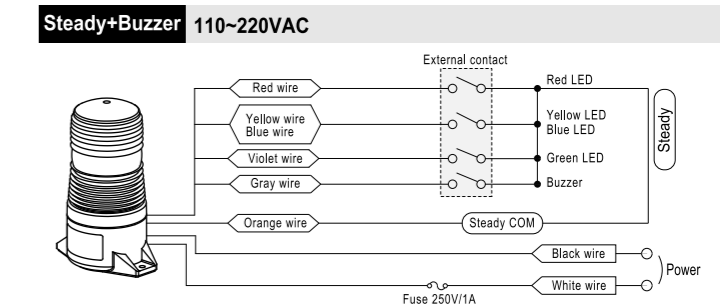 Steady+Buzzer 110~220VAC
External contact
Red wire
Red LED
Yellow wire
Blue wire
Yellow LED
Blue LED
Steady
Violet wire
Green LED
Gray wire
Buzzer
Orange wire
Steady COM
Black wire
Power
White wire
Fuse 250V/1A